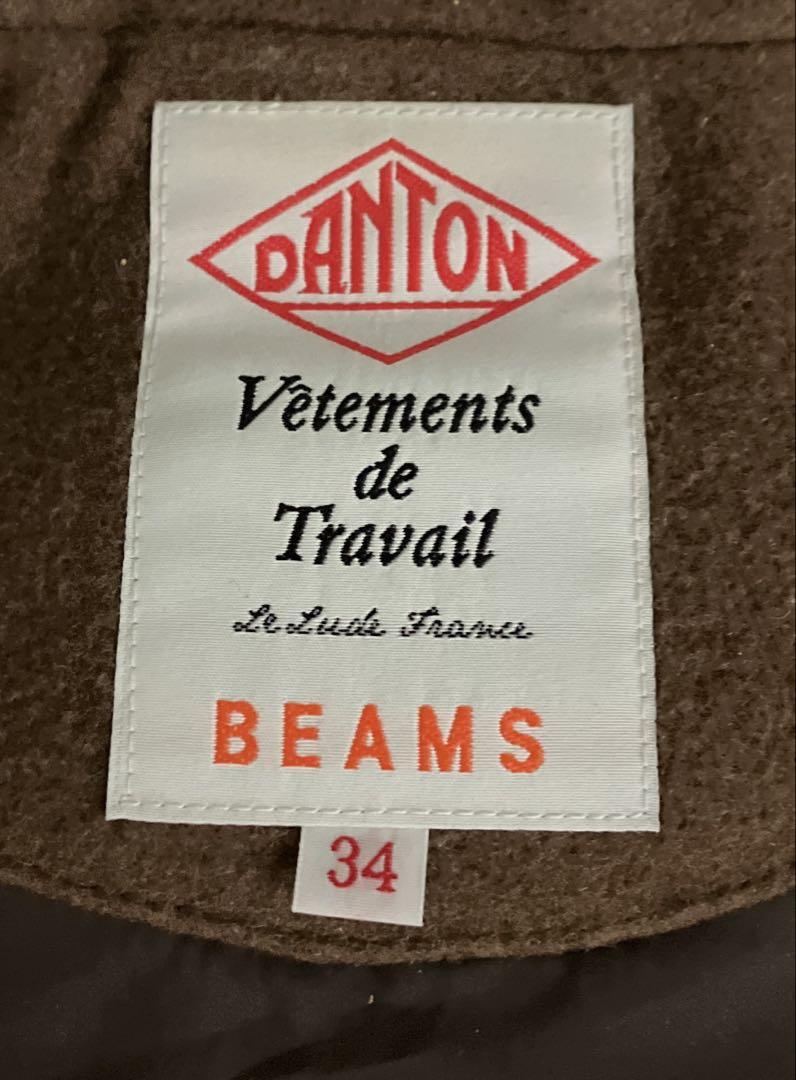 DANTON
Vêtements
de
Travail
Le Lude France
BEAMS
34